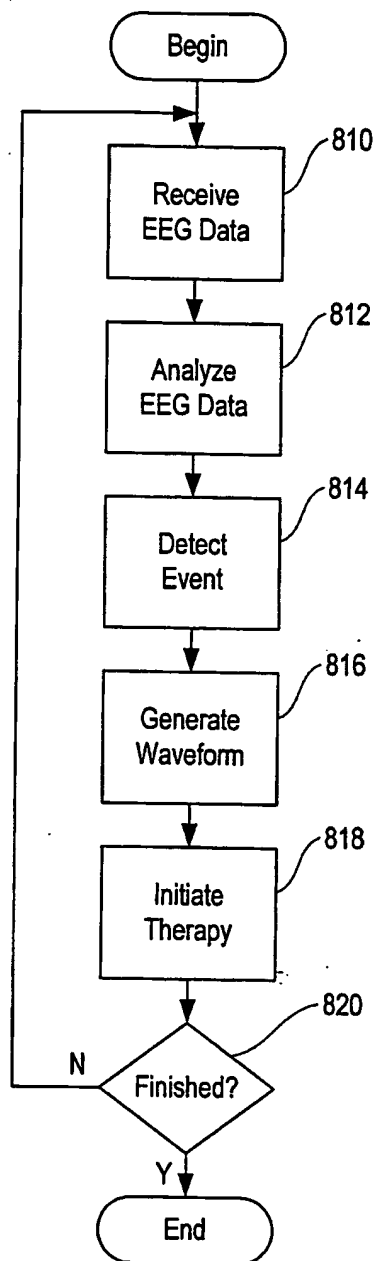 Begin
810
Receive
EEG Data
812
Analyze
EEG Data
814
Detect
Event
816
Generate
Waveform
818
Initiate
Therapy
820
N
Finished?
Y
End